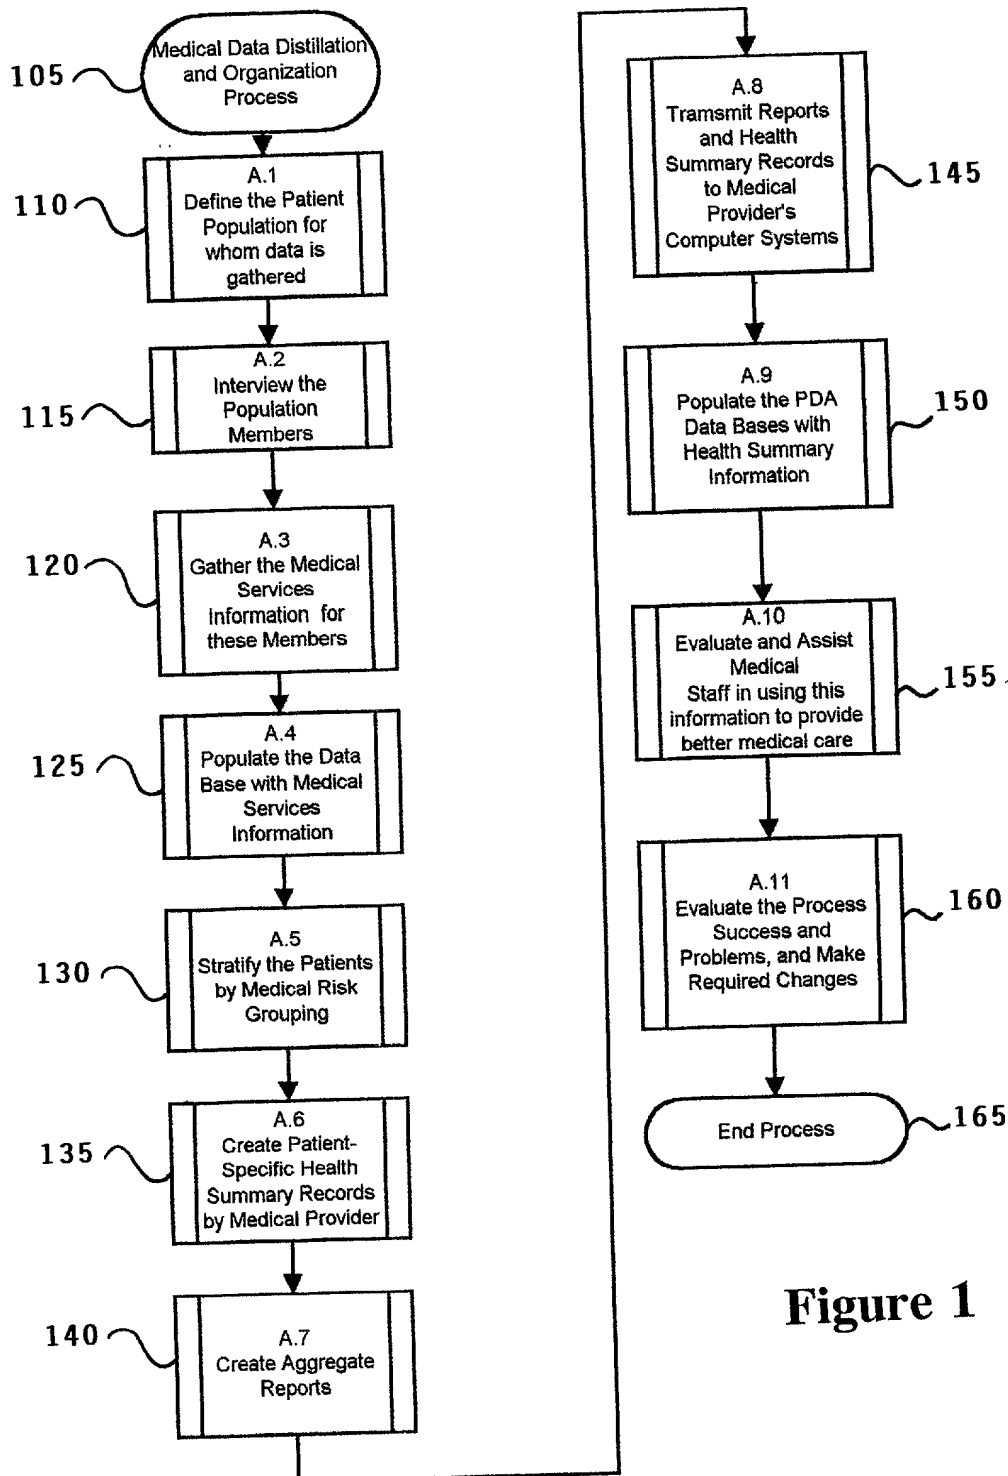 105
Medical Data Distillation
and Organization
Process
110
A.1
Define the Patient
Population for
whom data is
gathered
115
A.2
Interview the
Population
Members
120
A.3
Gather the Medical
Services
Information for
these Members
125
A.4
Populate the Data
Base with Medical
Services
Information
130
A.5
Stratify the Patients
by Medical Risk
Grouping
135
A.6
Create Patient-
Specific Health
Summary Records
by Medical Provider
140
A.7
Create Aggregate
Reports
A.8
Tramsmit Reports
and Health
Summary Records
to Medical
Provider's
Computer Systems
145
A.9
Populate the PDA
Data Bases with
Health Summary
Information
150
A.10
Evaluate and Assist
Medical
Staff in using this
information to provide
better medical care
155
A.11
Evaluate the Process
Success and
Problems, and Make
Required Changes
160
End Process
165
Figure 1